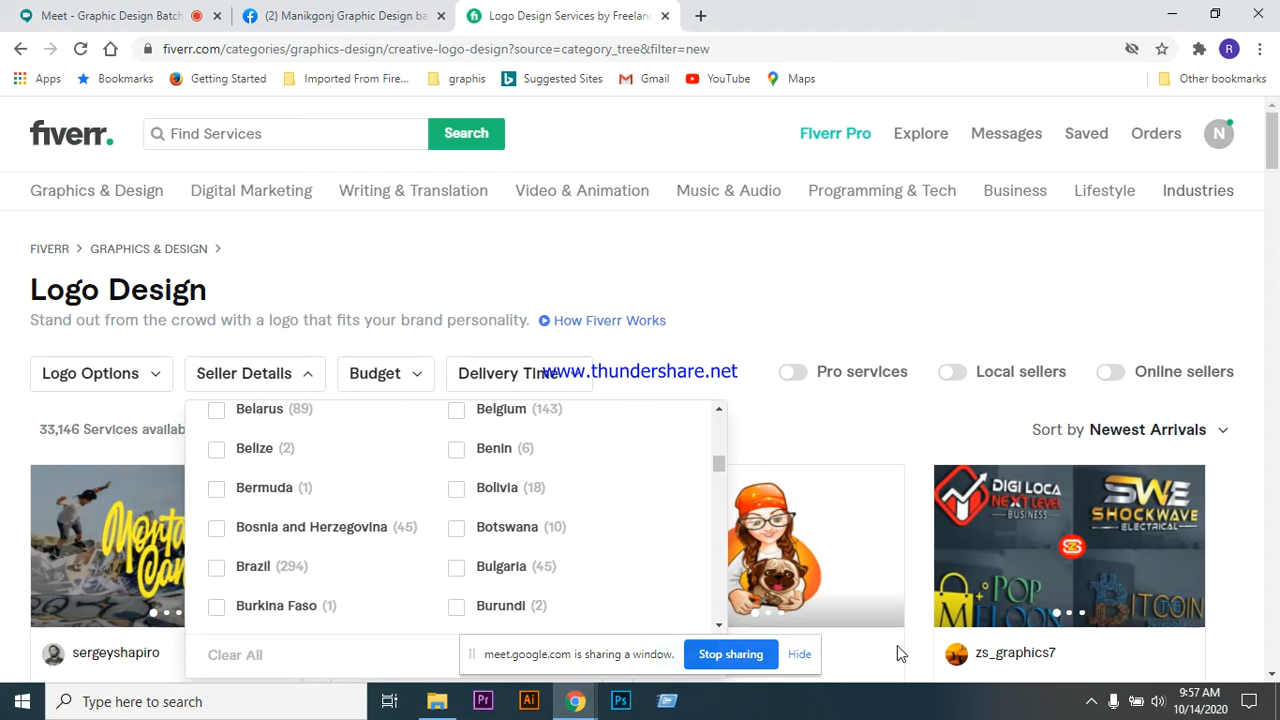 Meet - Graphic Design Batch
(2) Manikgonj Graphic Design ba
Logo Design Services by Freelan
fiverr.com/categories/graphics-design/creative-logo-design?source=category_tree&filter=new
R
Apps
Bookmarks
Getting Started
Imported From Fire...
graphis
Suggested Sites
Gmail
YouTube
Maps
Other bookmarks
fiverr.
Find Services
Search
Fiverr Pro
Explore
Messages
Saved
Orders
N
Graphics & Design
Digital Marketing
Writing & Translation
Video & Animation
Music & Audio
Programming & Tech
Business
Lifestyle
Industries
FIVERR > GRAPHICS & DESIGN >
Logo Design
Stand out from the crowd with a logo that fits your brand personality.
How Fiverr Works
Logo Options
Seller Details
Budget
Delivery Time
www.thundershare.net
Pro services
Local sellers
Online sellers
33,146 Services availab
Sort by Newest Arrivals
Belarus (89)
Belgium (143)
Belize (2)
Benin (6)
Bermuda (1)
Bolivia (18)
Bosnia and Herzegovina (45)
Botswana (10)
Brazil (294)
Bulgaria (45)
Burkina Faso (1)
Burundi (2)
Clear All
DIGI LOCA
NEXT LEVEL
BUSINESS
SWE
SHOCKWAVE
ELECTRICAL
POP
MELOON
BITCOIN
sergeyshapiro
zs_graphics7
meet.google.com is sharing a window.
Stop sharing
Hide
Type here to search
Pr
Ai
Ps
9:57 AM
10/14/2020